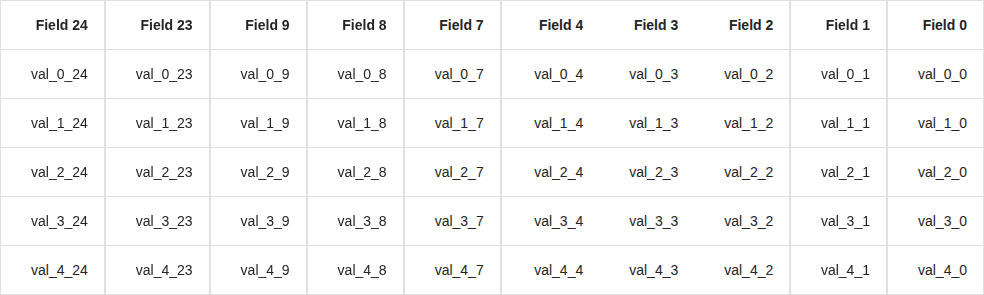 Field 24 Field 23 Field 9 Field 8 Field 7 Field 4 Field 3 Field 2 Field 1 Field 0
val_0_24 val_0_23 val_0_9 val_0_8 val_0_7 val_0_4 val_0_3 val_0_2 val_0_1 val_0_0
val_1_24 val_1_23 val_1_9 val_1_8 val_1_7 val_1_4 val_1_3 val_1_2 val_1_1 val_1_0
val_2_24 val_2_23 val_2_9 val_2_8 val_2_7 val_2_4 val_2_3 val_2_2 val_2_1 val_2_0
val_3_24 val_3_23 val_3_9 val_3_8 val_3_7 val_3_4 val_3_3 val_3_2 val_3_1 val_3_0
val_4_24 val_4_23 val_4_9 val_4_8 val_4_7 val_4_4 val_4_3 val_4_2 val_4_1 val_4_0